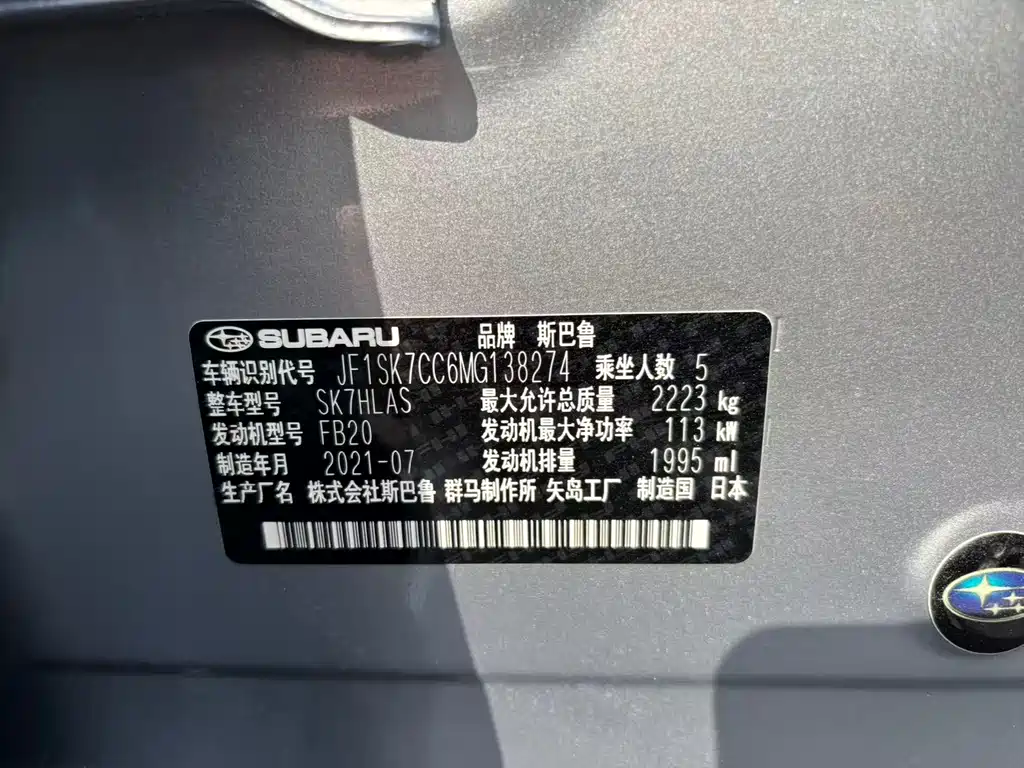 SUBARU 品牌 斯巴鲁
车辆识别代号 JF1SK7CC6MG138274 乘坐人数 5
整车型号 SK7HLAS 最大允许总质量 2223 kg
发动机型号 FB20 发动机最大净功率 113 kW
制造年月 2021-07 发动机排量 1995 ml
生产厂名 株式会社斯巴鲁 群马制作所 矢岛工厂 制造国 日本